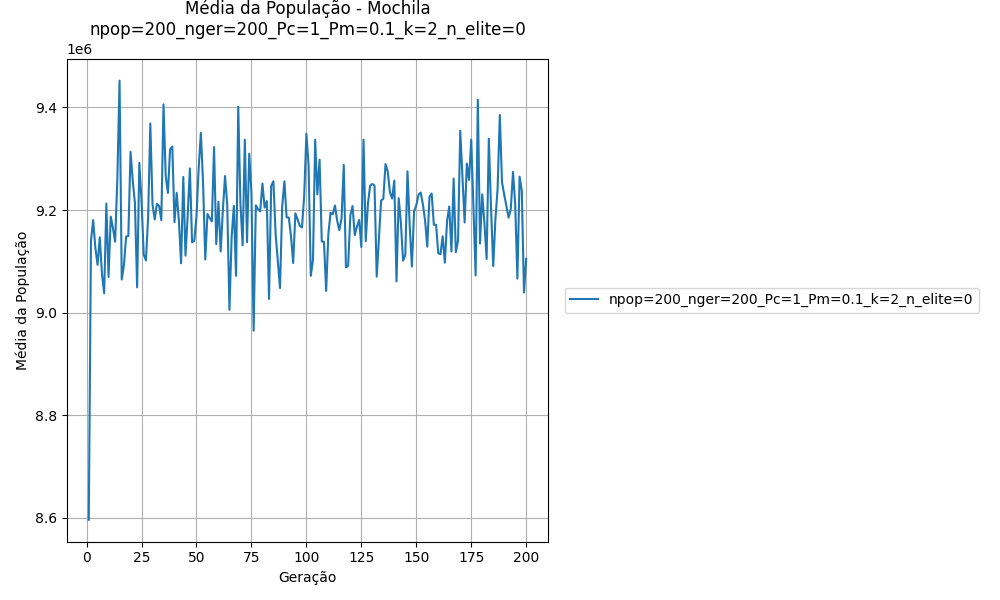 Média da População - Mochila
npop=200_nger=200_Pc=1_Pm=0.1_k=2_n_elite=0
1e6
9.4
9.2
9.0
8.8
8.6
Média da População
0 25 50 75 100 125 150 175 200
Geração
npop=200_nger=200_Pc=1_Pm=0.1_k=2_n_elite=0